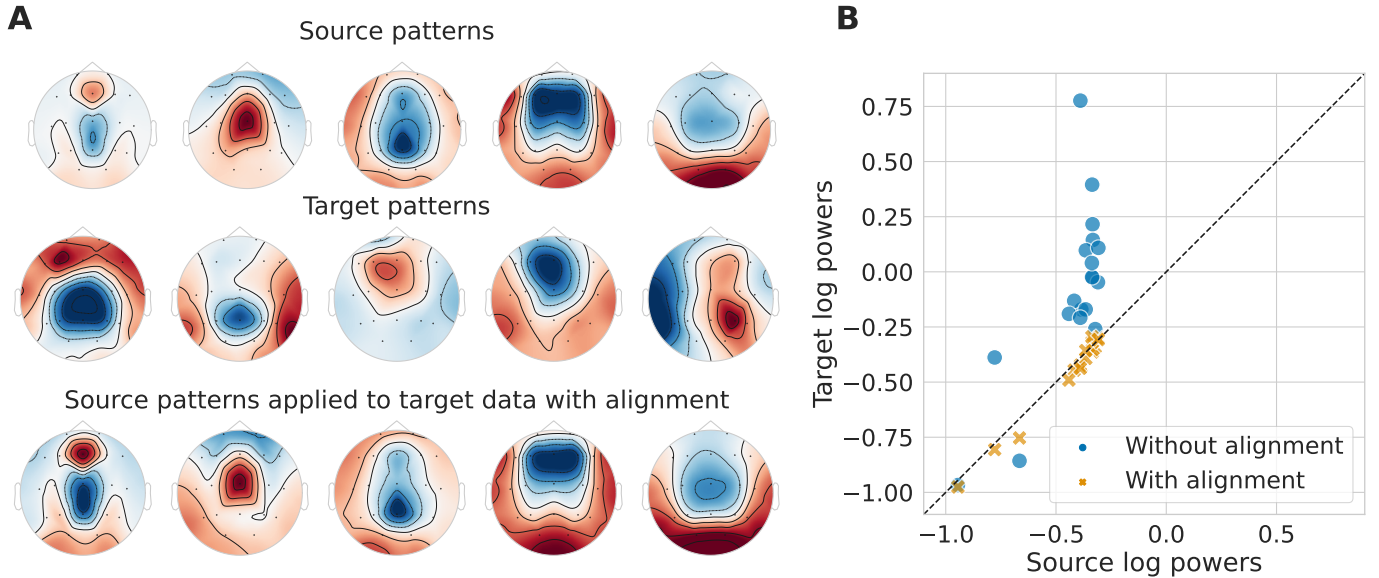 A
Source patterns
Target patterns
Source patterns applied to target data with alignment
B
Target log powers
0.75
0.50
0.25
0.00
−0.25
−0.50
−0.75
−1.00
Without alignment
With alignment
−1.0
−0.5
0.0
0.5
Source log powers